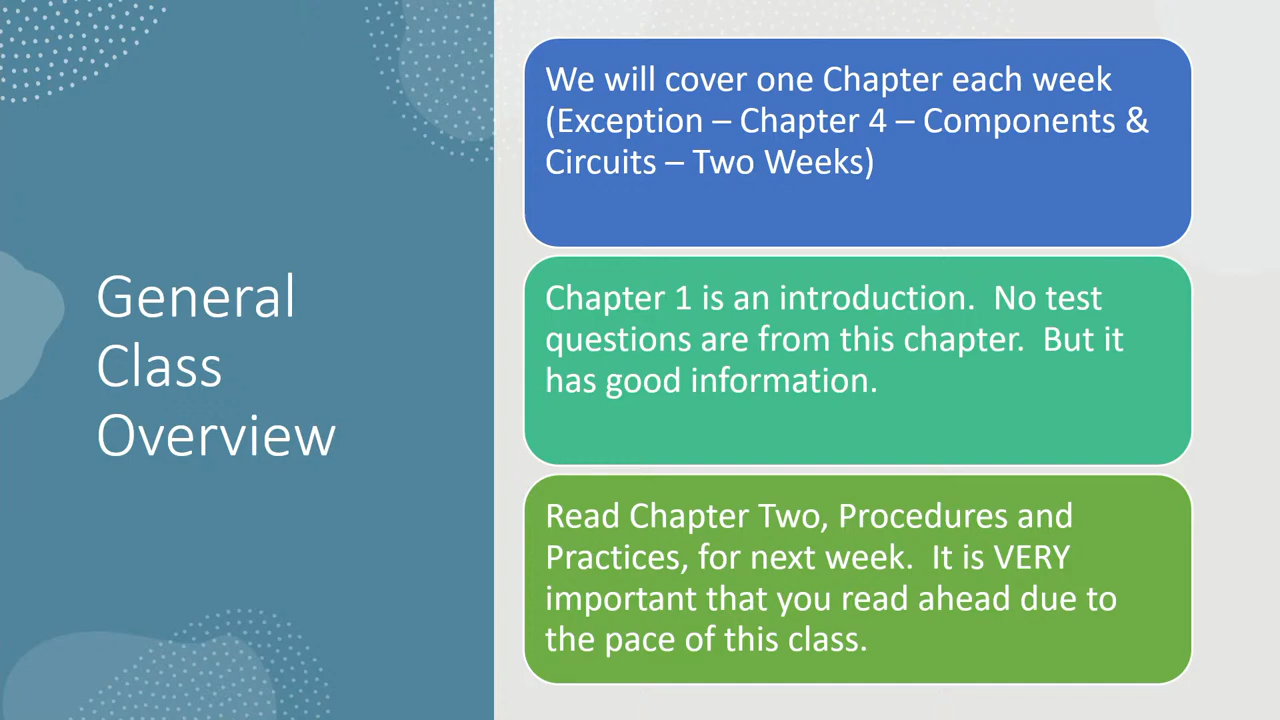 General
Class
Overview
We will cover one Chapter each week
(Exception – Chapter 4 – Components &
Circuits – Two Weeks)
Chapter 1 is an introduction.  No test
questions are from this chapter.  But it
has good information.
Read Chapter Two, Procedures and
Practices, for next week.  It is VERY
important that you read ahead due to
the pace of this class.